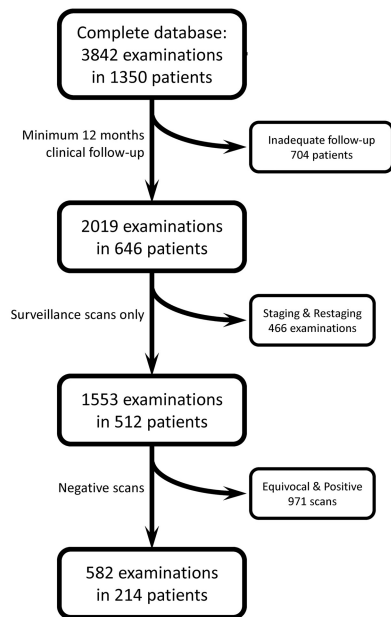 Complete database:
3842 examinations
in 1350 patients
Minimum 12 months
clinical follow-up
Inadequate follow-up
704 patients
2019 examinations
in 646 patients
Surveillance scans only
Staging & Restaging
466 examinations
1553 examinations
in 512 patients
Negative scans
Equivocal & Positive
971 scans
582 examinations
in 214 patients